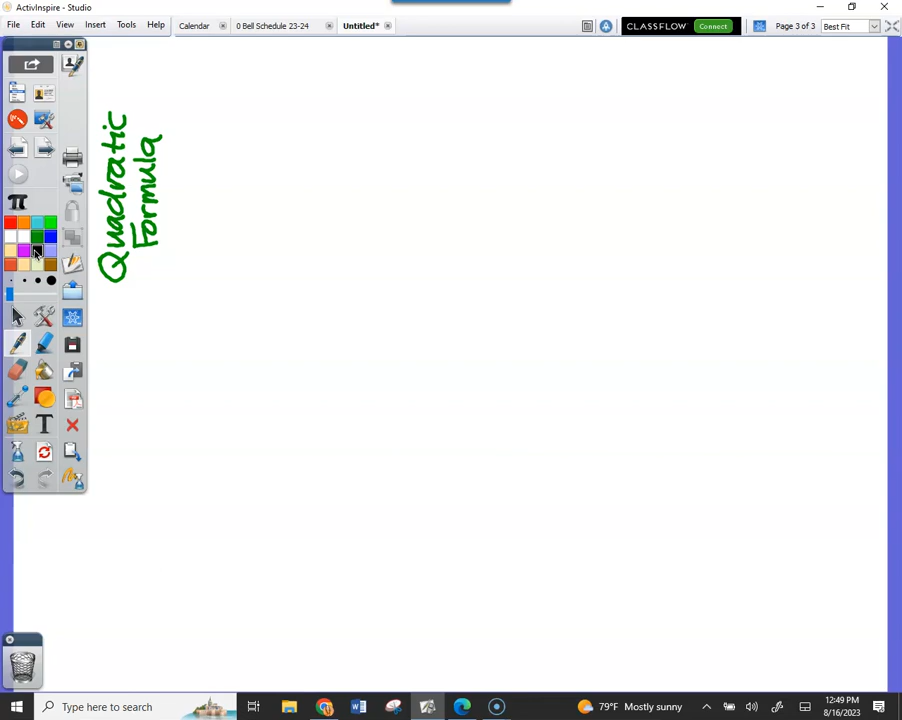 ActivInspire - Studio
File Edit View Insert Tools Help
Calendar
0 Bell Schedule 23-24
Untitled*
CLASSFLOW Connect
Page 3 of 3
Best Fit
Quadratic
Formula
Type here to search
79°F Mostly sunny
12:49 PM
8/16/2023